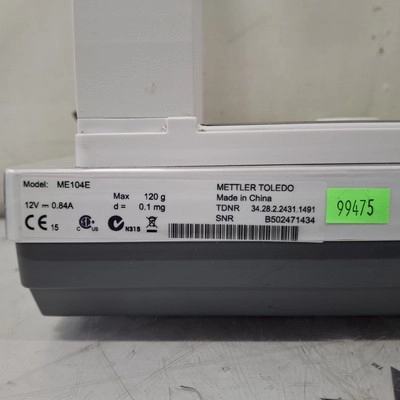 Model: ME104E
12V ⎓ 0.84A
CE 15
C US
N315
Max 120 g
d = 0.1 mg
METTLER TOLEDO
Made in China
TDNR 34.28.2.2431.1491
SNR B502471434
99475